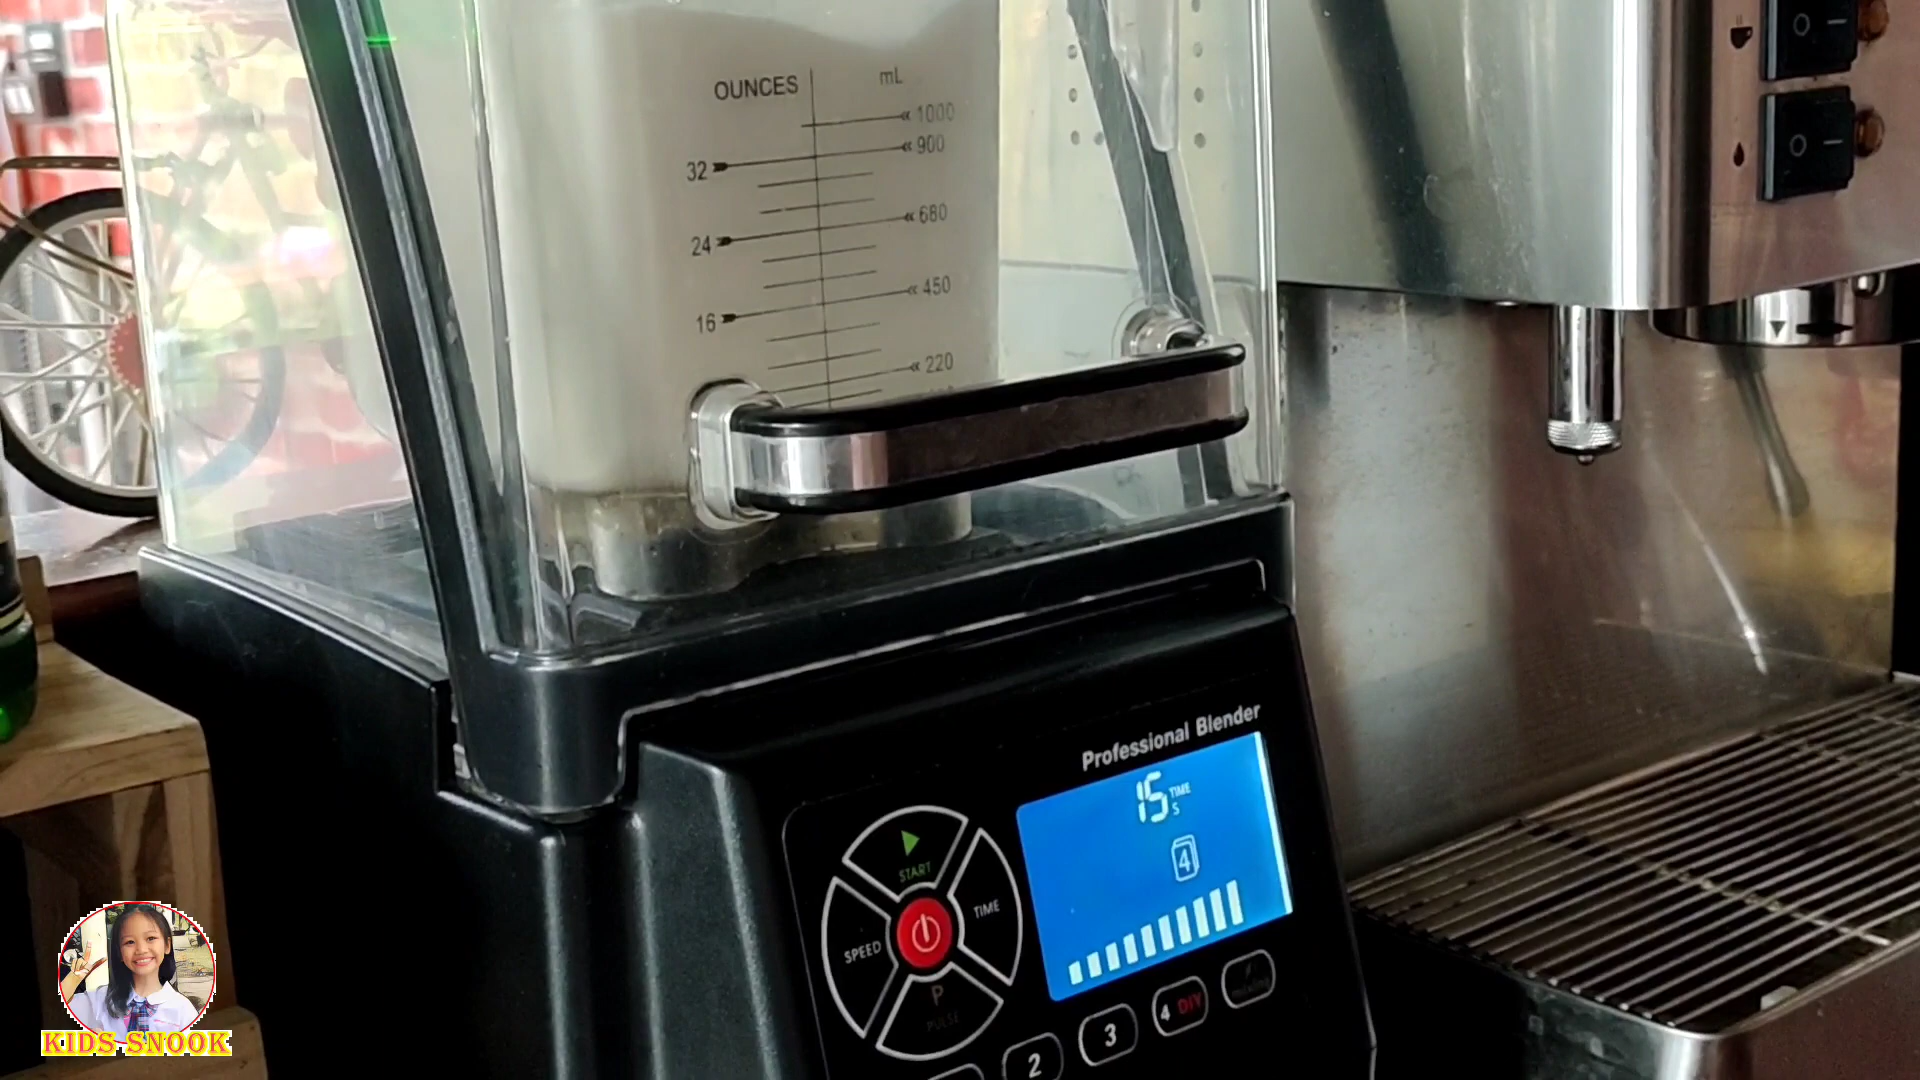 OUNCES mL
1000
900
32
680
24
450
16
220
Professional Blender
15 TIME
S
4
START
TIME
SPEED
P
PULSE
2
3
4 DIY
KIDS SNOOK